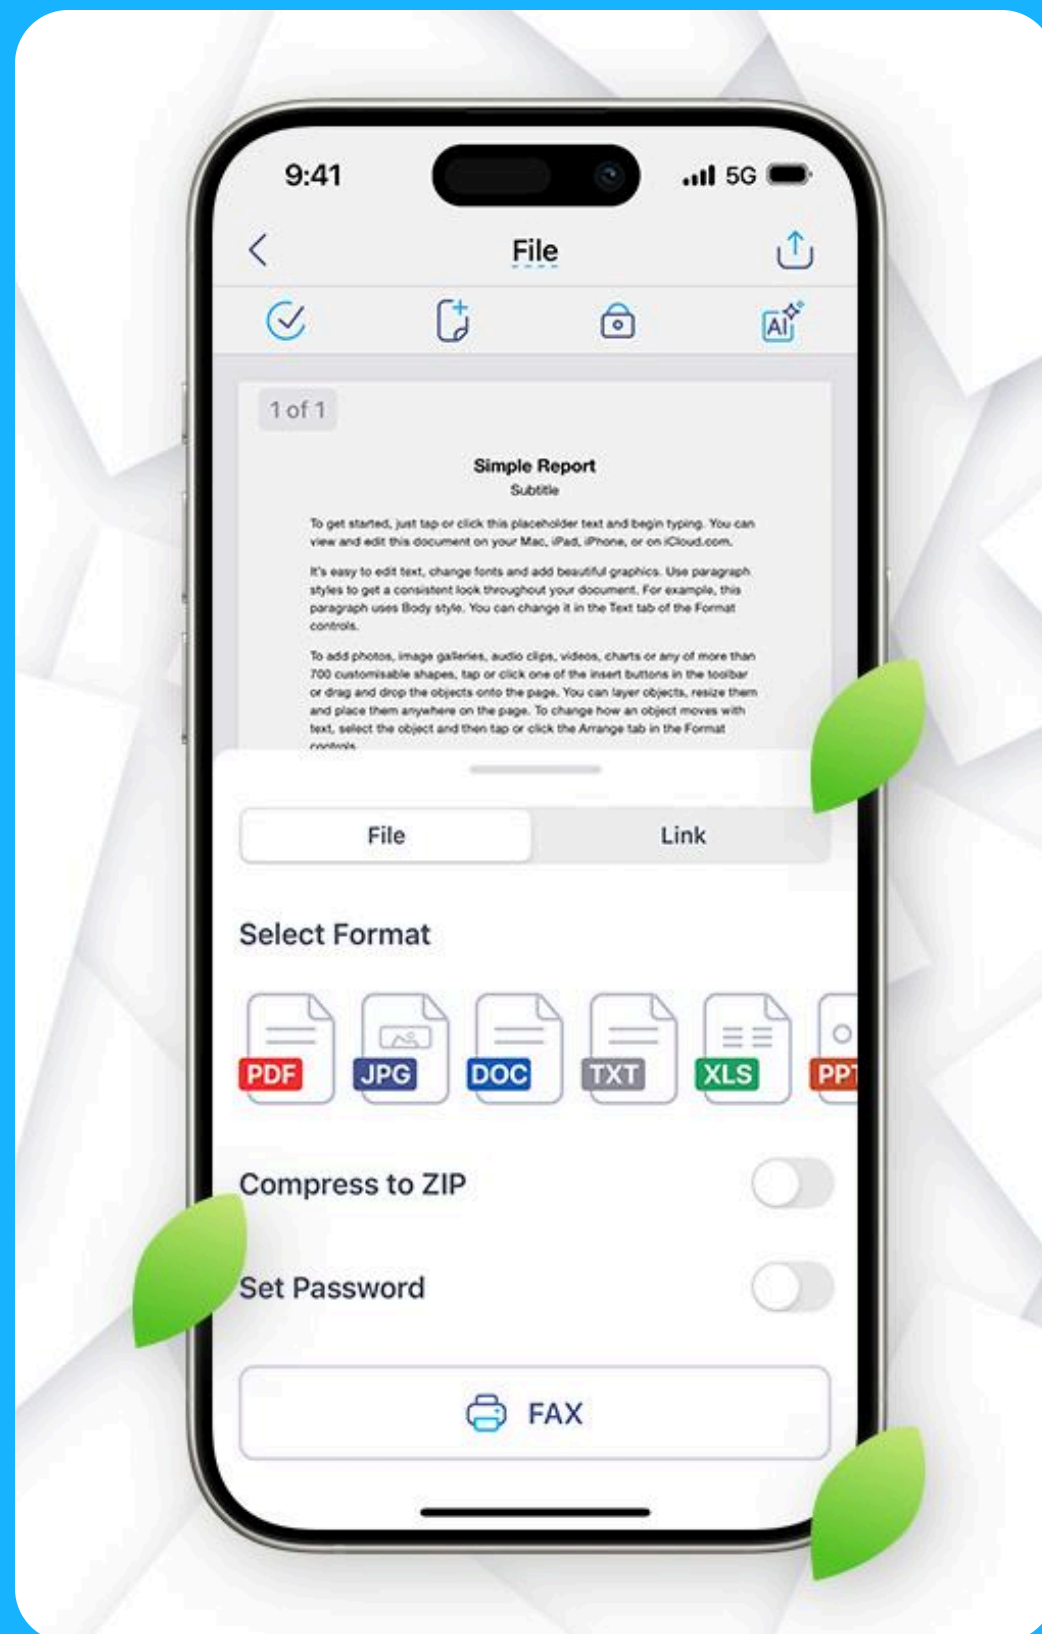 9:41
5G
File
AI
1 of 1
Simple Report
Subtitle
To get started, just tap or click this placeholder text and begin typing. You can
view and edit this document on your Mac, iPad, iPhone, or on iCloud.com.
It's easy to edit text, change fonts and add beautiful graphics. Use paragraph
styles to get a consistent look throughout your document. For example, this
paragraph uses Body style. You can change it in the Text tab of the Format
controls.
To add photos, image galleries, audio clips, videos, charts or any of more than
700 customisable shapes, tap or click one of the insert buttons in the toolbar
or drag and drop the objects onto the page. You can layer objects, resize them
and place them anywhere on the page. To change how an object moves with
text, select the object and then tap or click the Arrange tab in the Format
controls
File
Link
Select Format
PDF
JPG
DOC
TXT
XLS
PPT
Compress to ZIP
Set Password
FAX